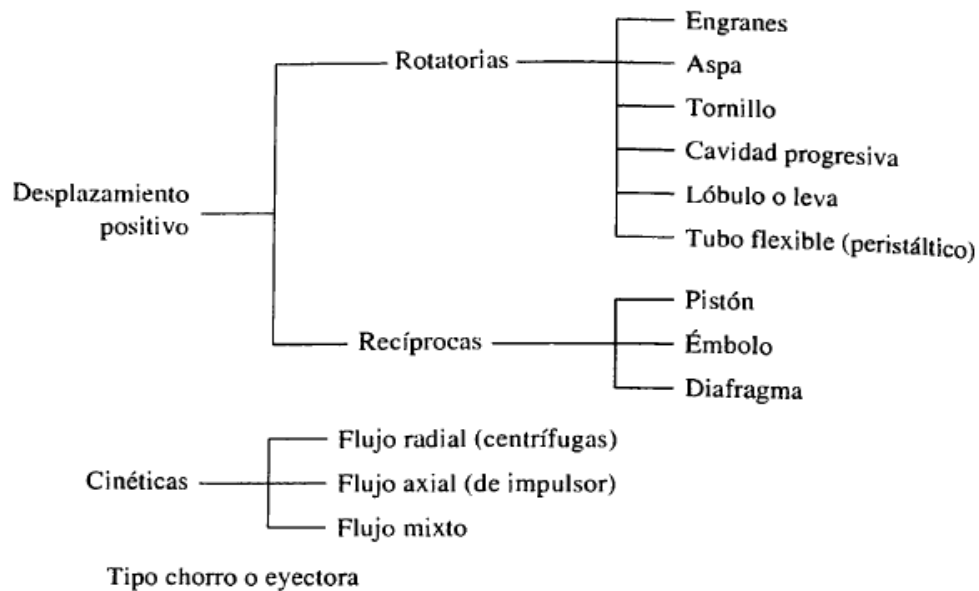 Engranes
Rotatorias
Aspa
Tornillo
Cavidad progresiva
Desplazamiento
positivo
Lóbulo o leva
Tubo flexible (peristáltico)
Pistón
Recíprocas
Émbolo
Diafragma
Flujo radial (centrífugas)
Cinéticas
Flujo axial (de impulsor)
Flujo mixto
Tipo chorro o eyectora